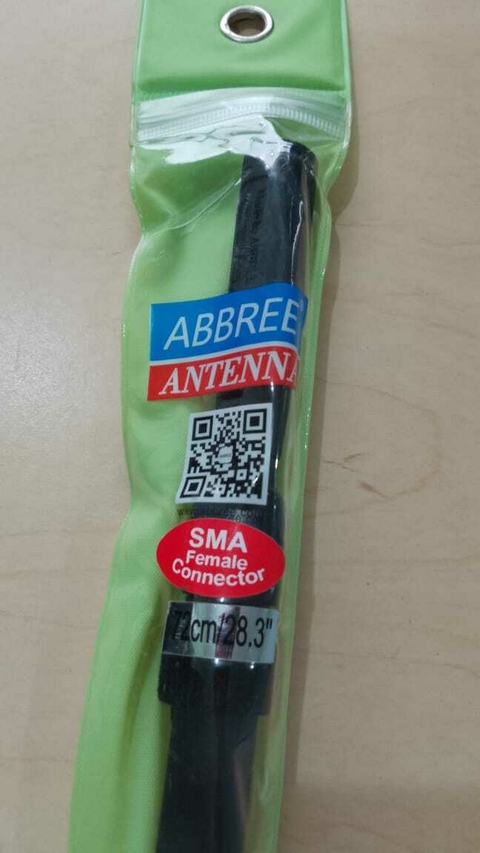 ABBREE
ANTENNA
SMA
Female
Connector
72cm/28.3"